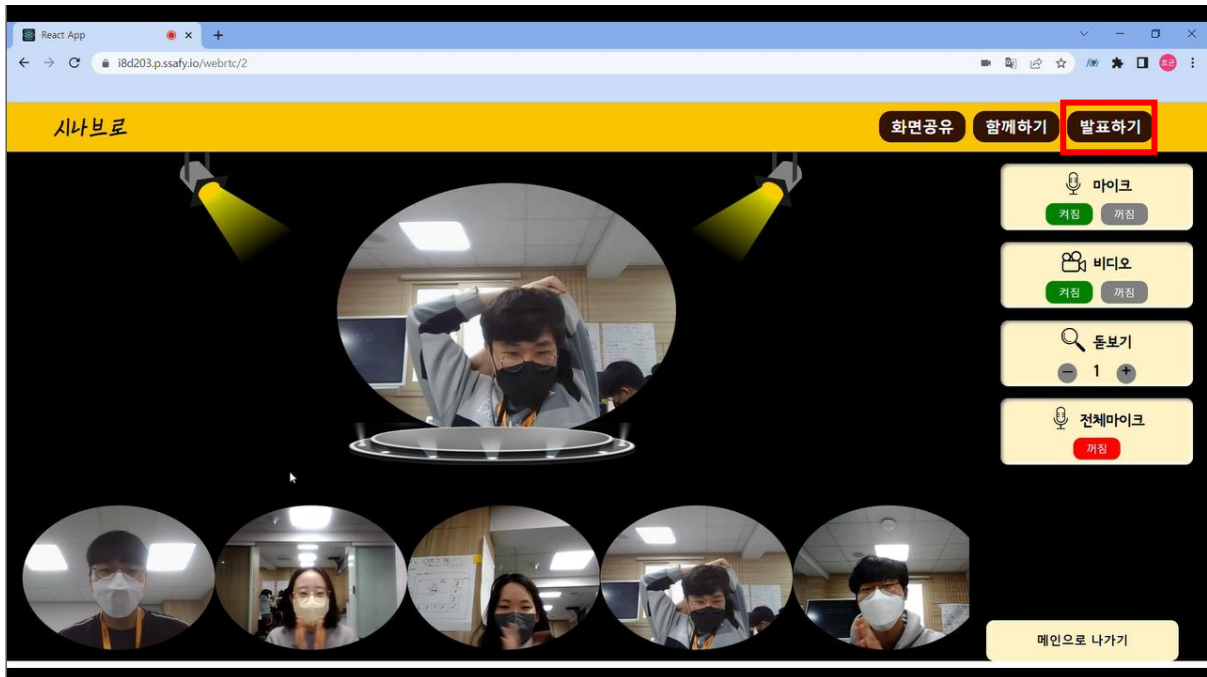 React App
i8d203.p.ssafy.io/webrtc/2
시나브로
화면공유 함께하기 발표하기
마이크
켜짐 꺼짐
비디오
켜짐 꺼짐
돋보기
1
전체마이크
꺼짐
메인으로 나가기